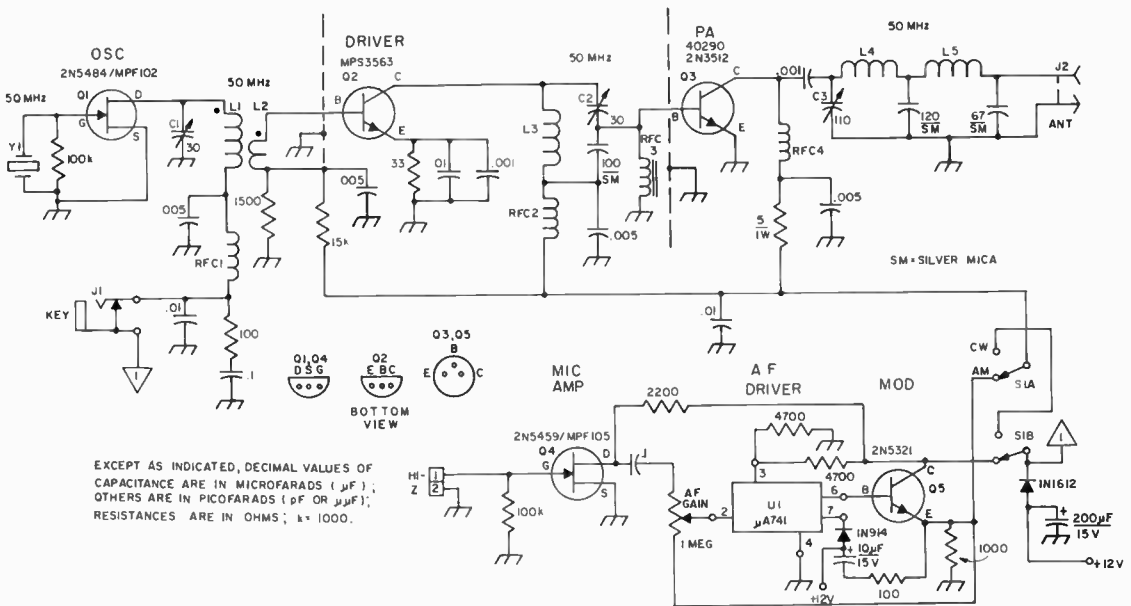 OSC
2N5484/MPF102
50 MHz
Q1
D
G
S
Y1
100k
C1
30
50 MHz
L1
L2
.005
RFC1
1500
J1
KEY
.01
100
.1
1
DRIVER
MPS3563
Q2
C
B
E
33
.01
.001
.005
15k
50 MHz
C2
30
L3
100
SM
RFC2
.005
RFC
3
PA
40290
2N3512
Q3
C
B
E
.001
RFC4
5
1W
.005
.01
50 MHz
L4
L5
C3
110
120
SM
67
SM
J2
ANT
SM = SILVER MICA
Q1,Q4
DSG
Q2
EBC
Q3,Q5
B
E
C
BOTTOM
VIEW
EXCEPT AS INDICATED, DECIMAL VALUES OF
CAPACITANCE ARE IN MICROFARADS (μF);
OTHERS ARE IN PICOFARADS (pF OR μμF);
RESISTANCES ARE IN OHMS; k= 1000.
MIC
AMP
2N5459/MPF105
Q4
HI-
Z
1
2
G
D
S
100k
2200
.1
AF
GAIN
1 MEG
AF
DRIVER
4700
4700
3
2
U1
μA741
6
7
4
1N914
10μF
15V
+
+12V
100
MOD
2N5321
B
C
Q5
E
1000
CW
AM
S1A
S1B
1
1N1612
+
200μF
15V
+12V